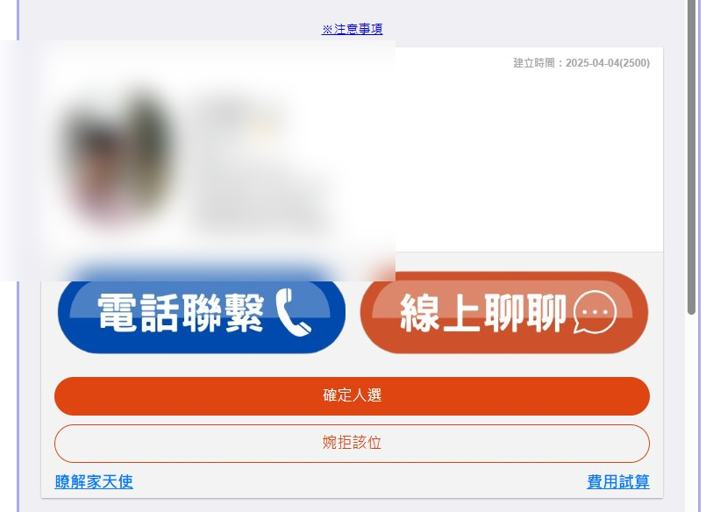 ※注意事項
建立時間：2025-04-04(2500)
電話聯繫
線上聊聊
確定人選
婉拒該位
瞭解家天使
費用試算